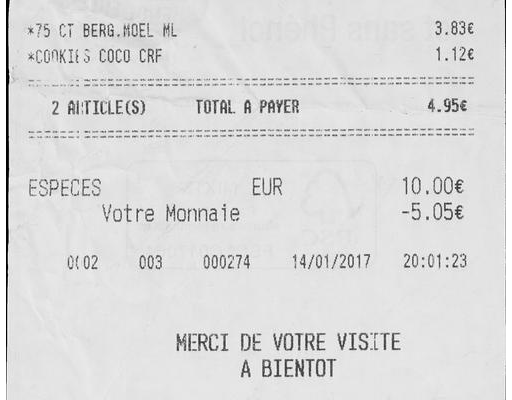 *75 CT BERG.MOEL ML 3.83€
*COOKIES COCO CRF 1.12€
2 ARTICLE(S) TOTAL A PAYER 4.95€
ESPECES EUR 10.00€
Votre Monnaie -5.05€
0002 003 000274 14/01/2017 20:01:23
MERCI DE VOTRE VISITE
A BIENTOT